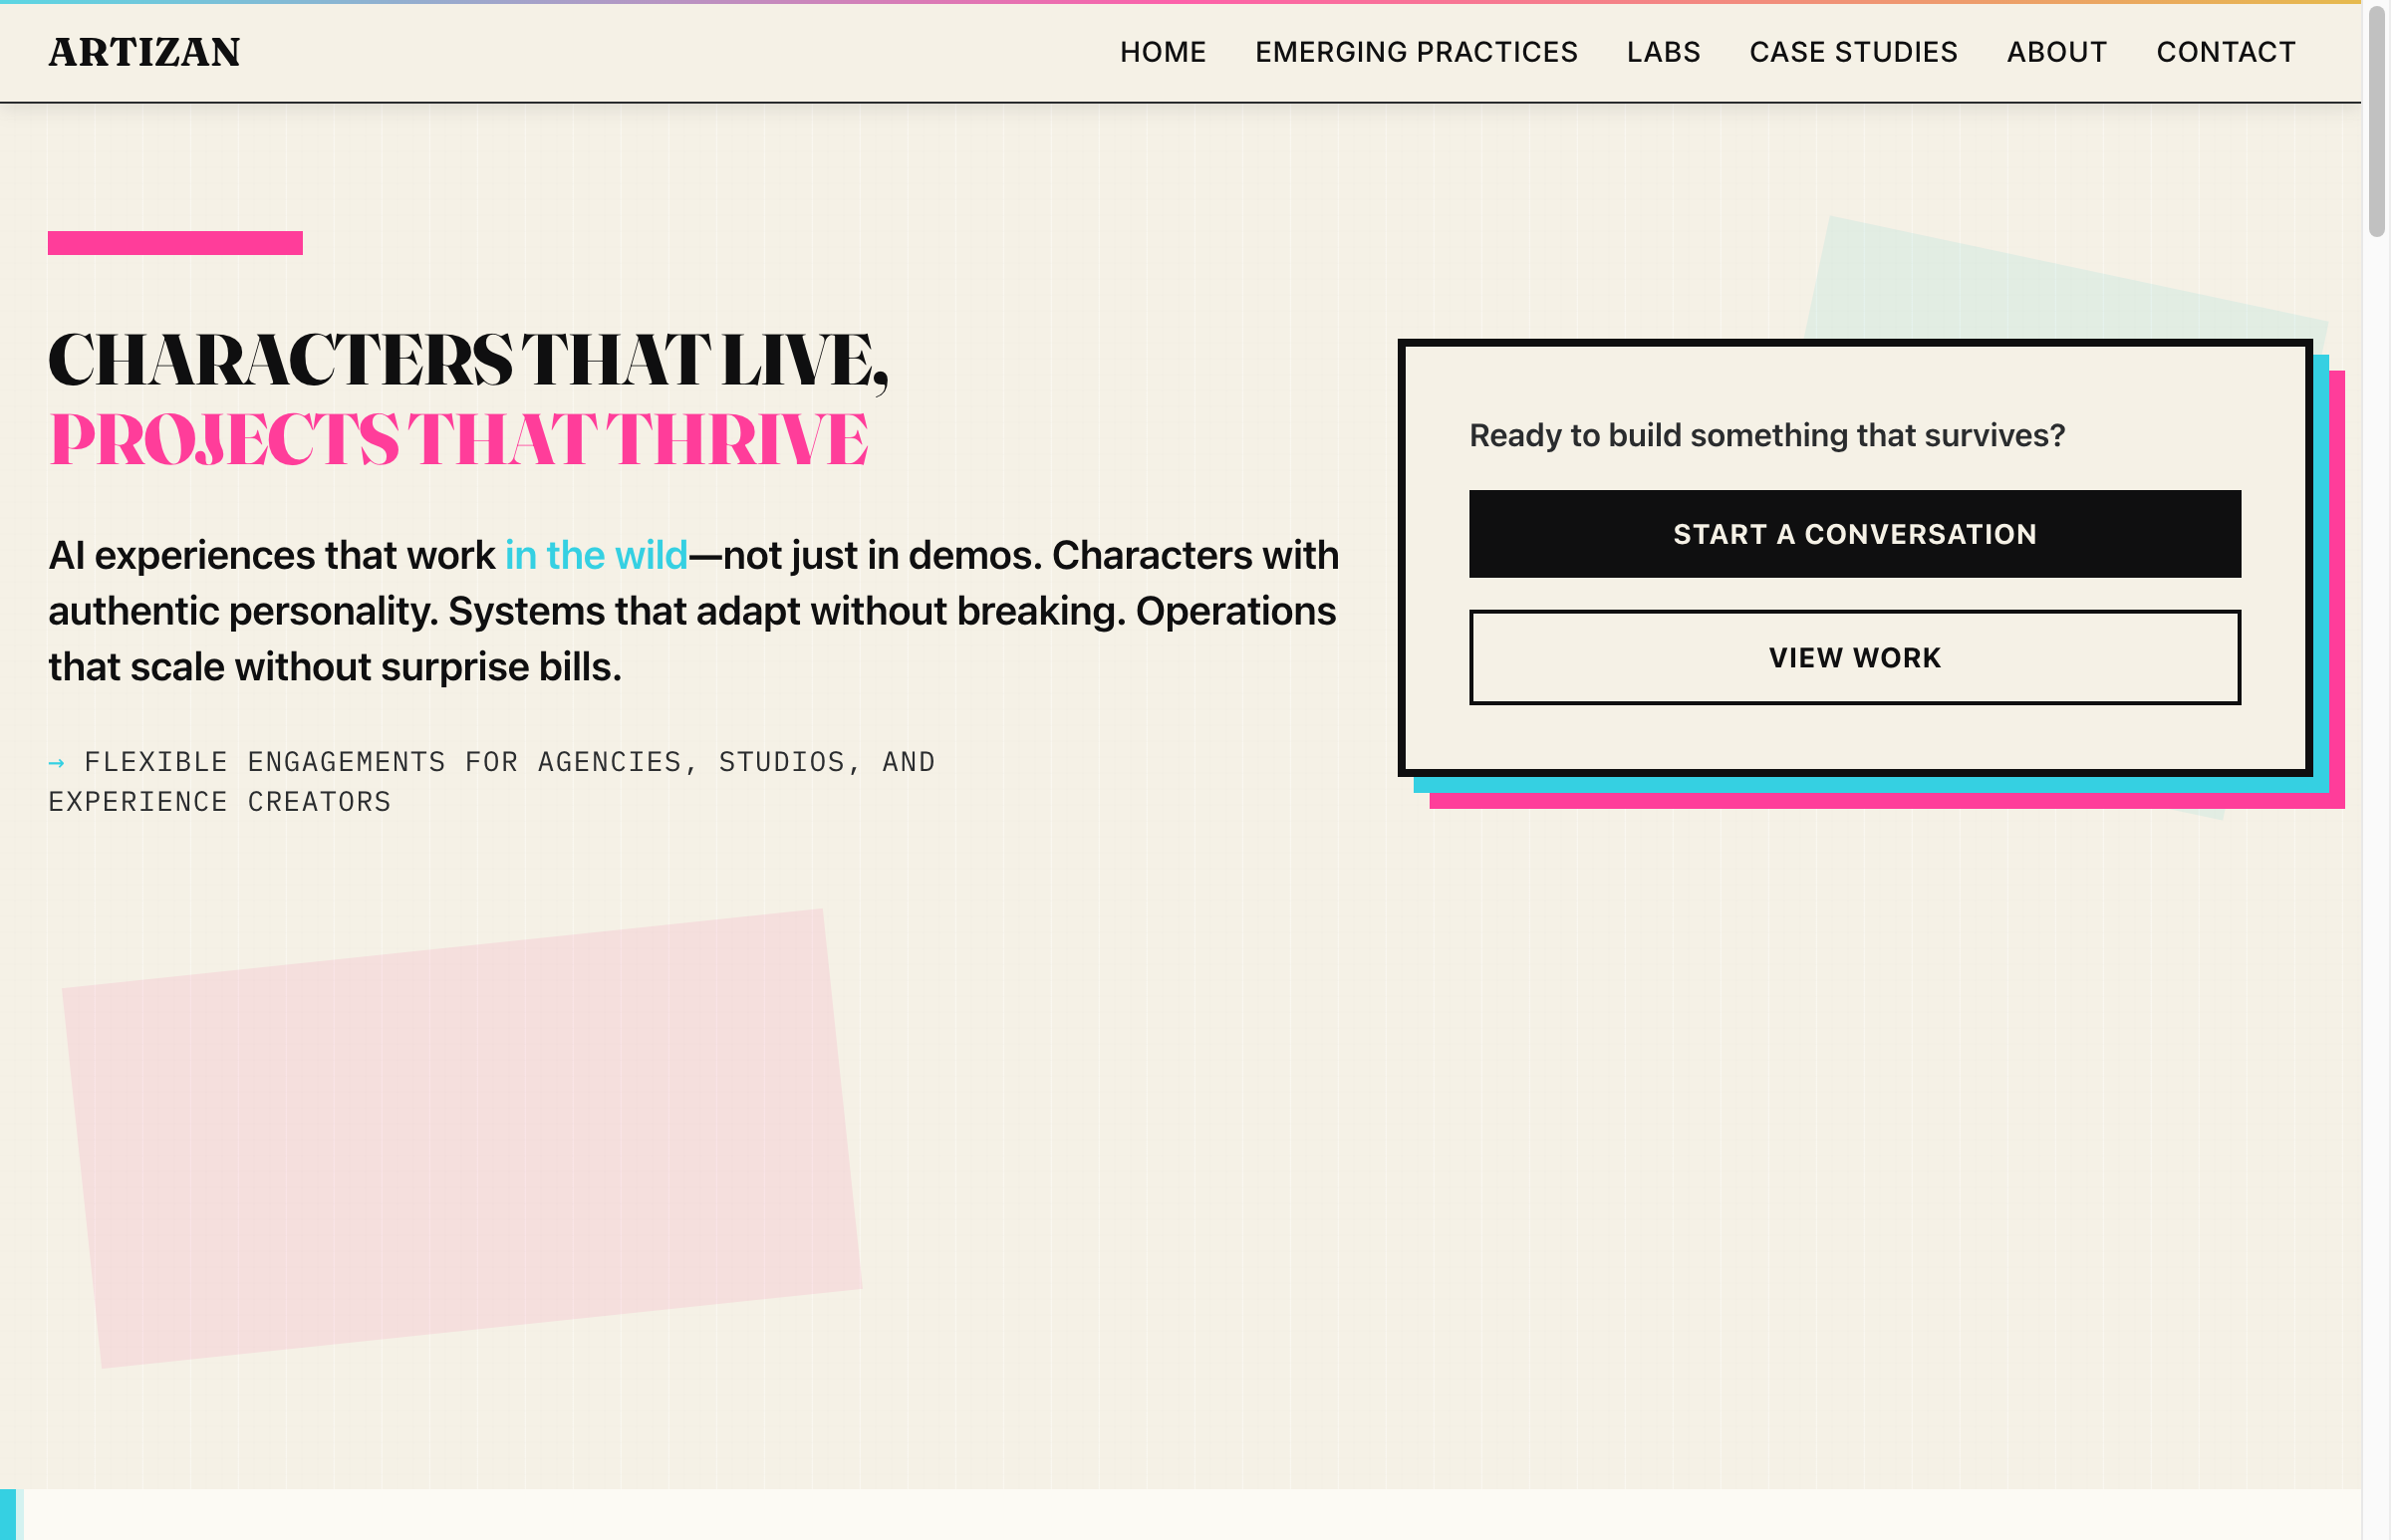 ARTIZAN
HOME EMERGING PRACTICES LABS CASE STUDIES ABOUT CONTACT
CHARACTERS THAT LIVE,
PROJECTS THAT THRIVE
AI experiences that work in the wild—not just in demos. Characters with
authentic personality. Systems that adapt without breaking. Operations
that scale without surprise bills.
→ FLEXIBLE ENGAGEMENTS FOR AGENCIES, STUDIOS, AND
EXPERIENCE CREATORS
Ready to build something that survives?
START A CONVERSATION
VIEW WORK